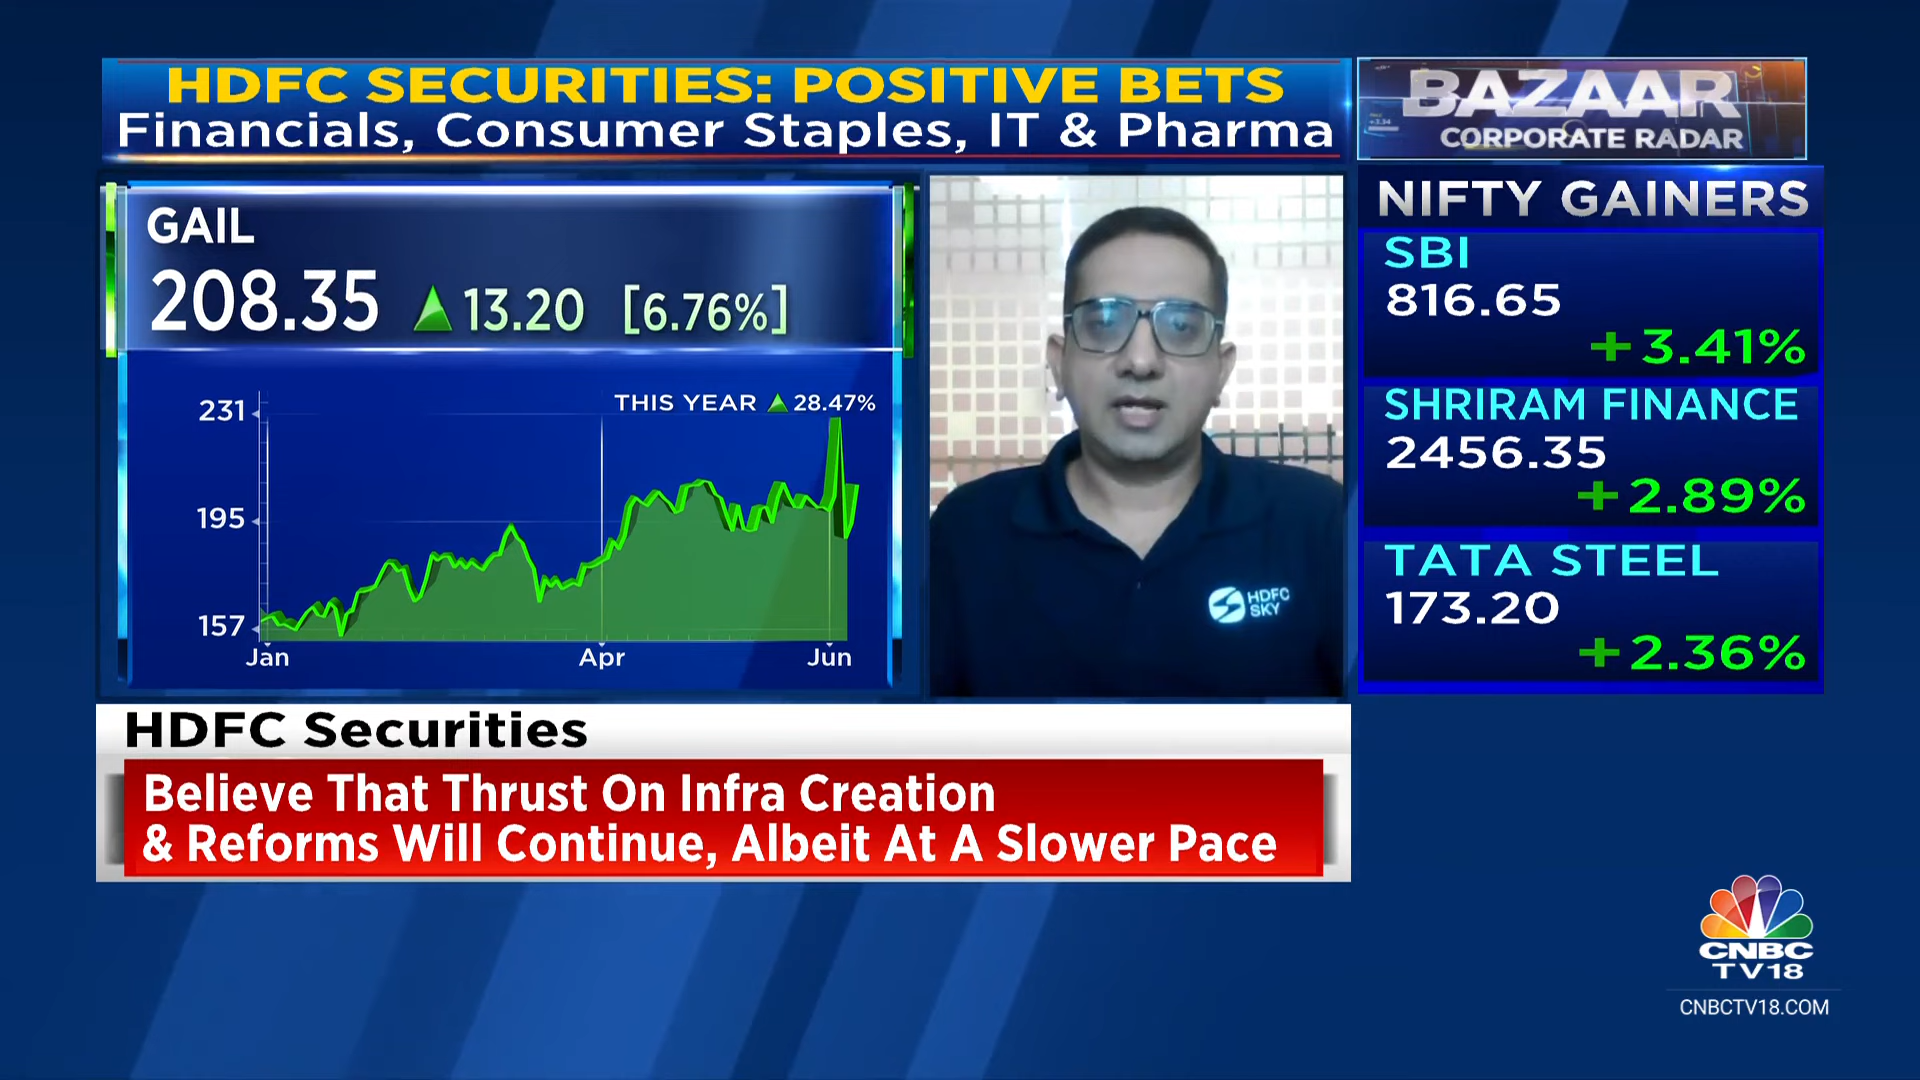 HDFC SECURITIES: POSITIVE BETS
Financials, Consumer Staples, IT & Pharma
BAZAAR
CORPORATE RADAR
GAIL
208.35 ▲ 13.20 [6.76%]
THIS YEAR ▲ 28.47%
231
195
157
Jan Apr Jun
HDFC
SKY
NIFTY GAINERS
SBI
816.65
+3.41%
SHRIRAM FINANCE
2456.35
+2.89%
TATA STEEL
173.20
+2.36%
HDFC Securities
Believe That Thrust On Infra Creation
& Reforms Will Continue, Albeit At A Slower Pace
CNBC
TV18
CNBCTV18.COM